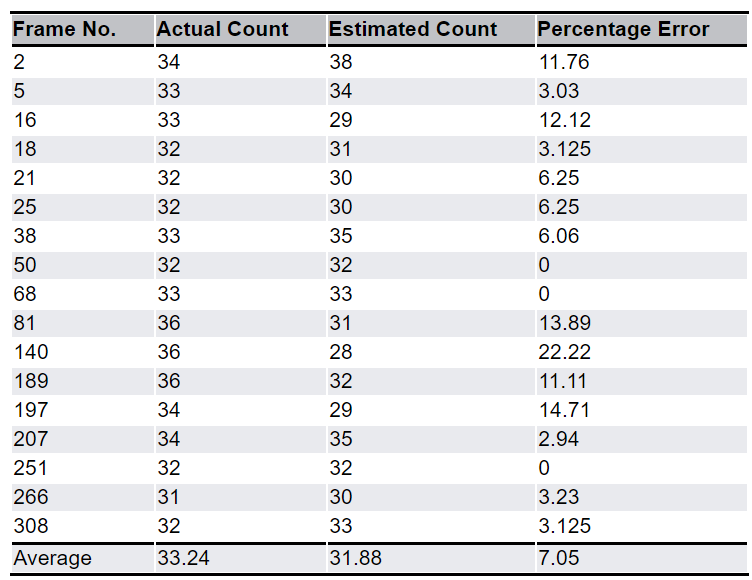 Frame No. Actual Count Estimated Count Percentage Error
2 34 38 11.76
5 33 34 3.03
16 33 29 12.12
18 32 31 3.125
21 32 30 6.25
25 32 30 6.25
38 33 35 6.06
50 32 32 0
68 33 33 0
81 36 31 13.89
140 36 28 22.22
189 36 32 11.11
197 34 29 14.71
207 34 35 2.94
251 32 32 0
266 31 30 3.23
308 32 33 3.125
Average 33.24 31.88 7.05